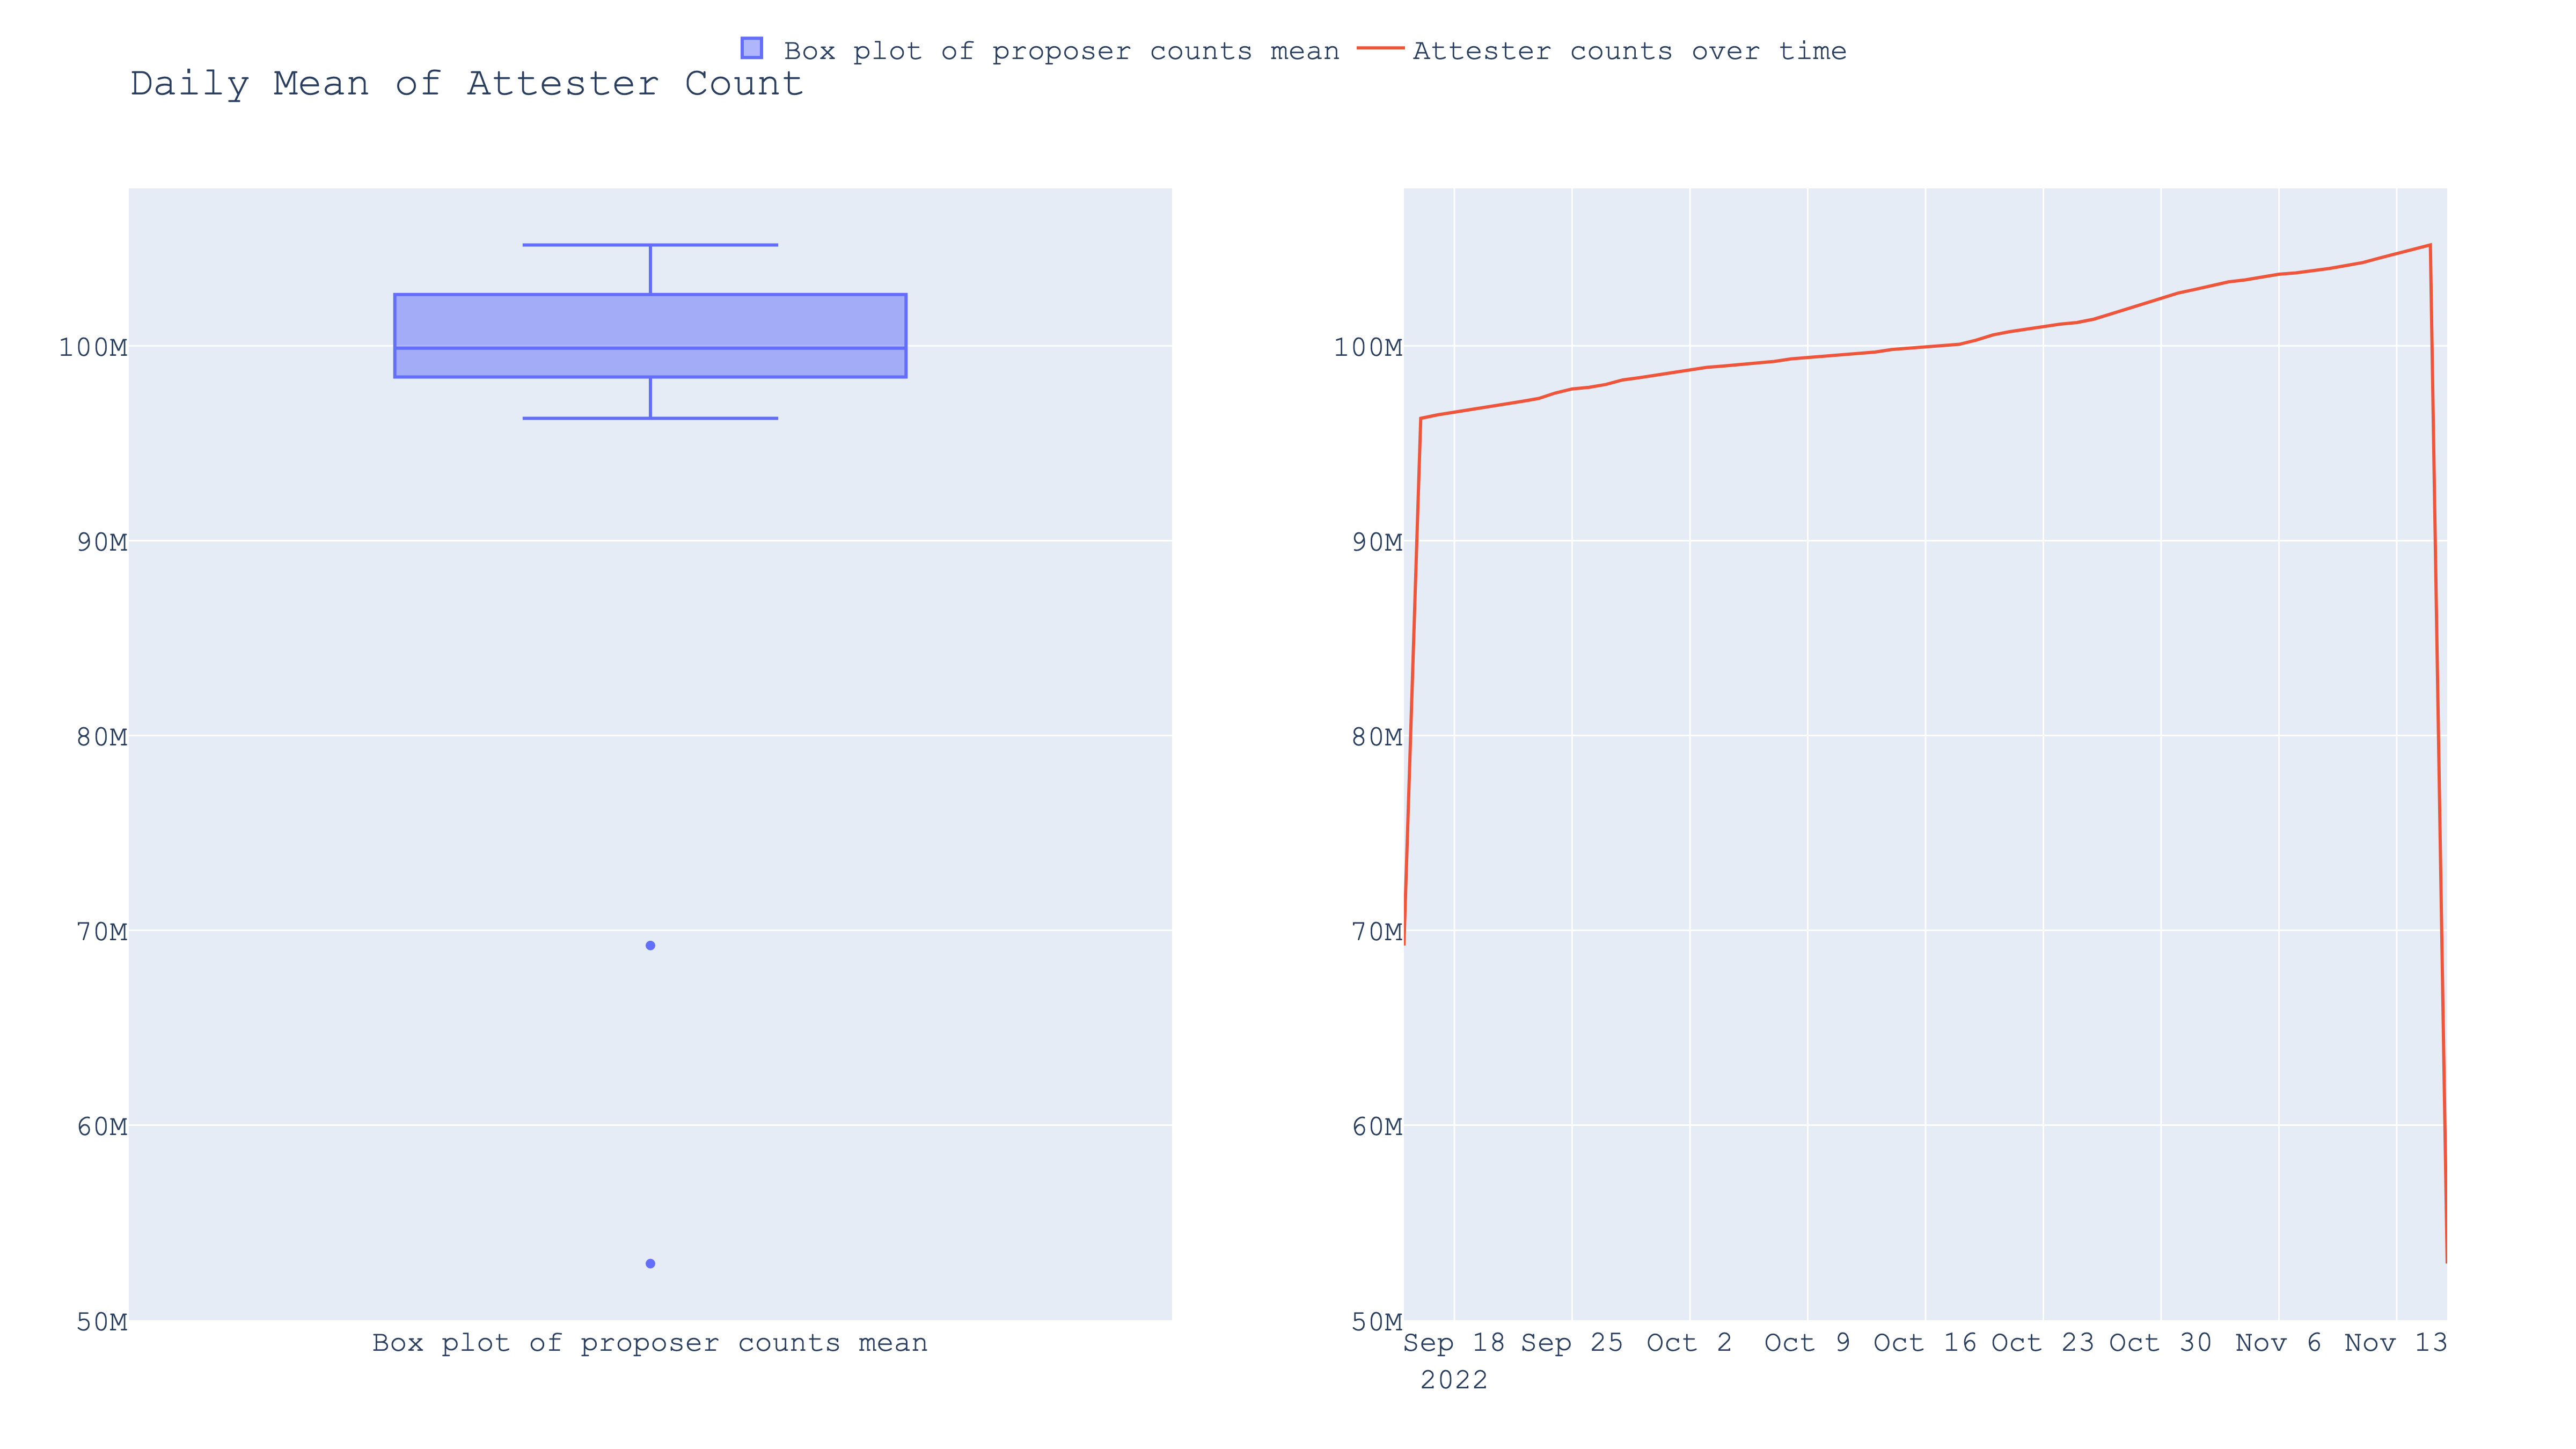 Box plot of proposer counts mean
Attester counts over time
Daily Mean of Attester Count
100M
90M
80M
70M
60M
50M
Box plot of proposer counts mean
100M
90M
80M
70M
60M
50M
Sep 18 Sep 25 Oct 2 Oct 9 Oct 16 Oct 23 Oct 30 Nov 6 Nov 13
2022